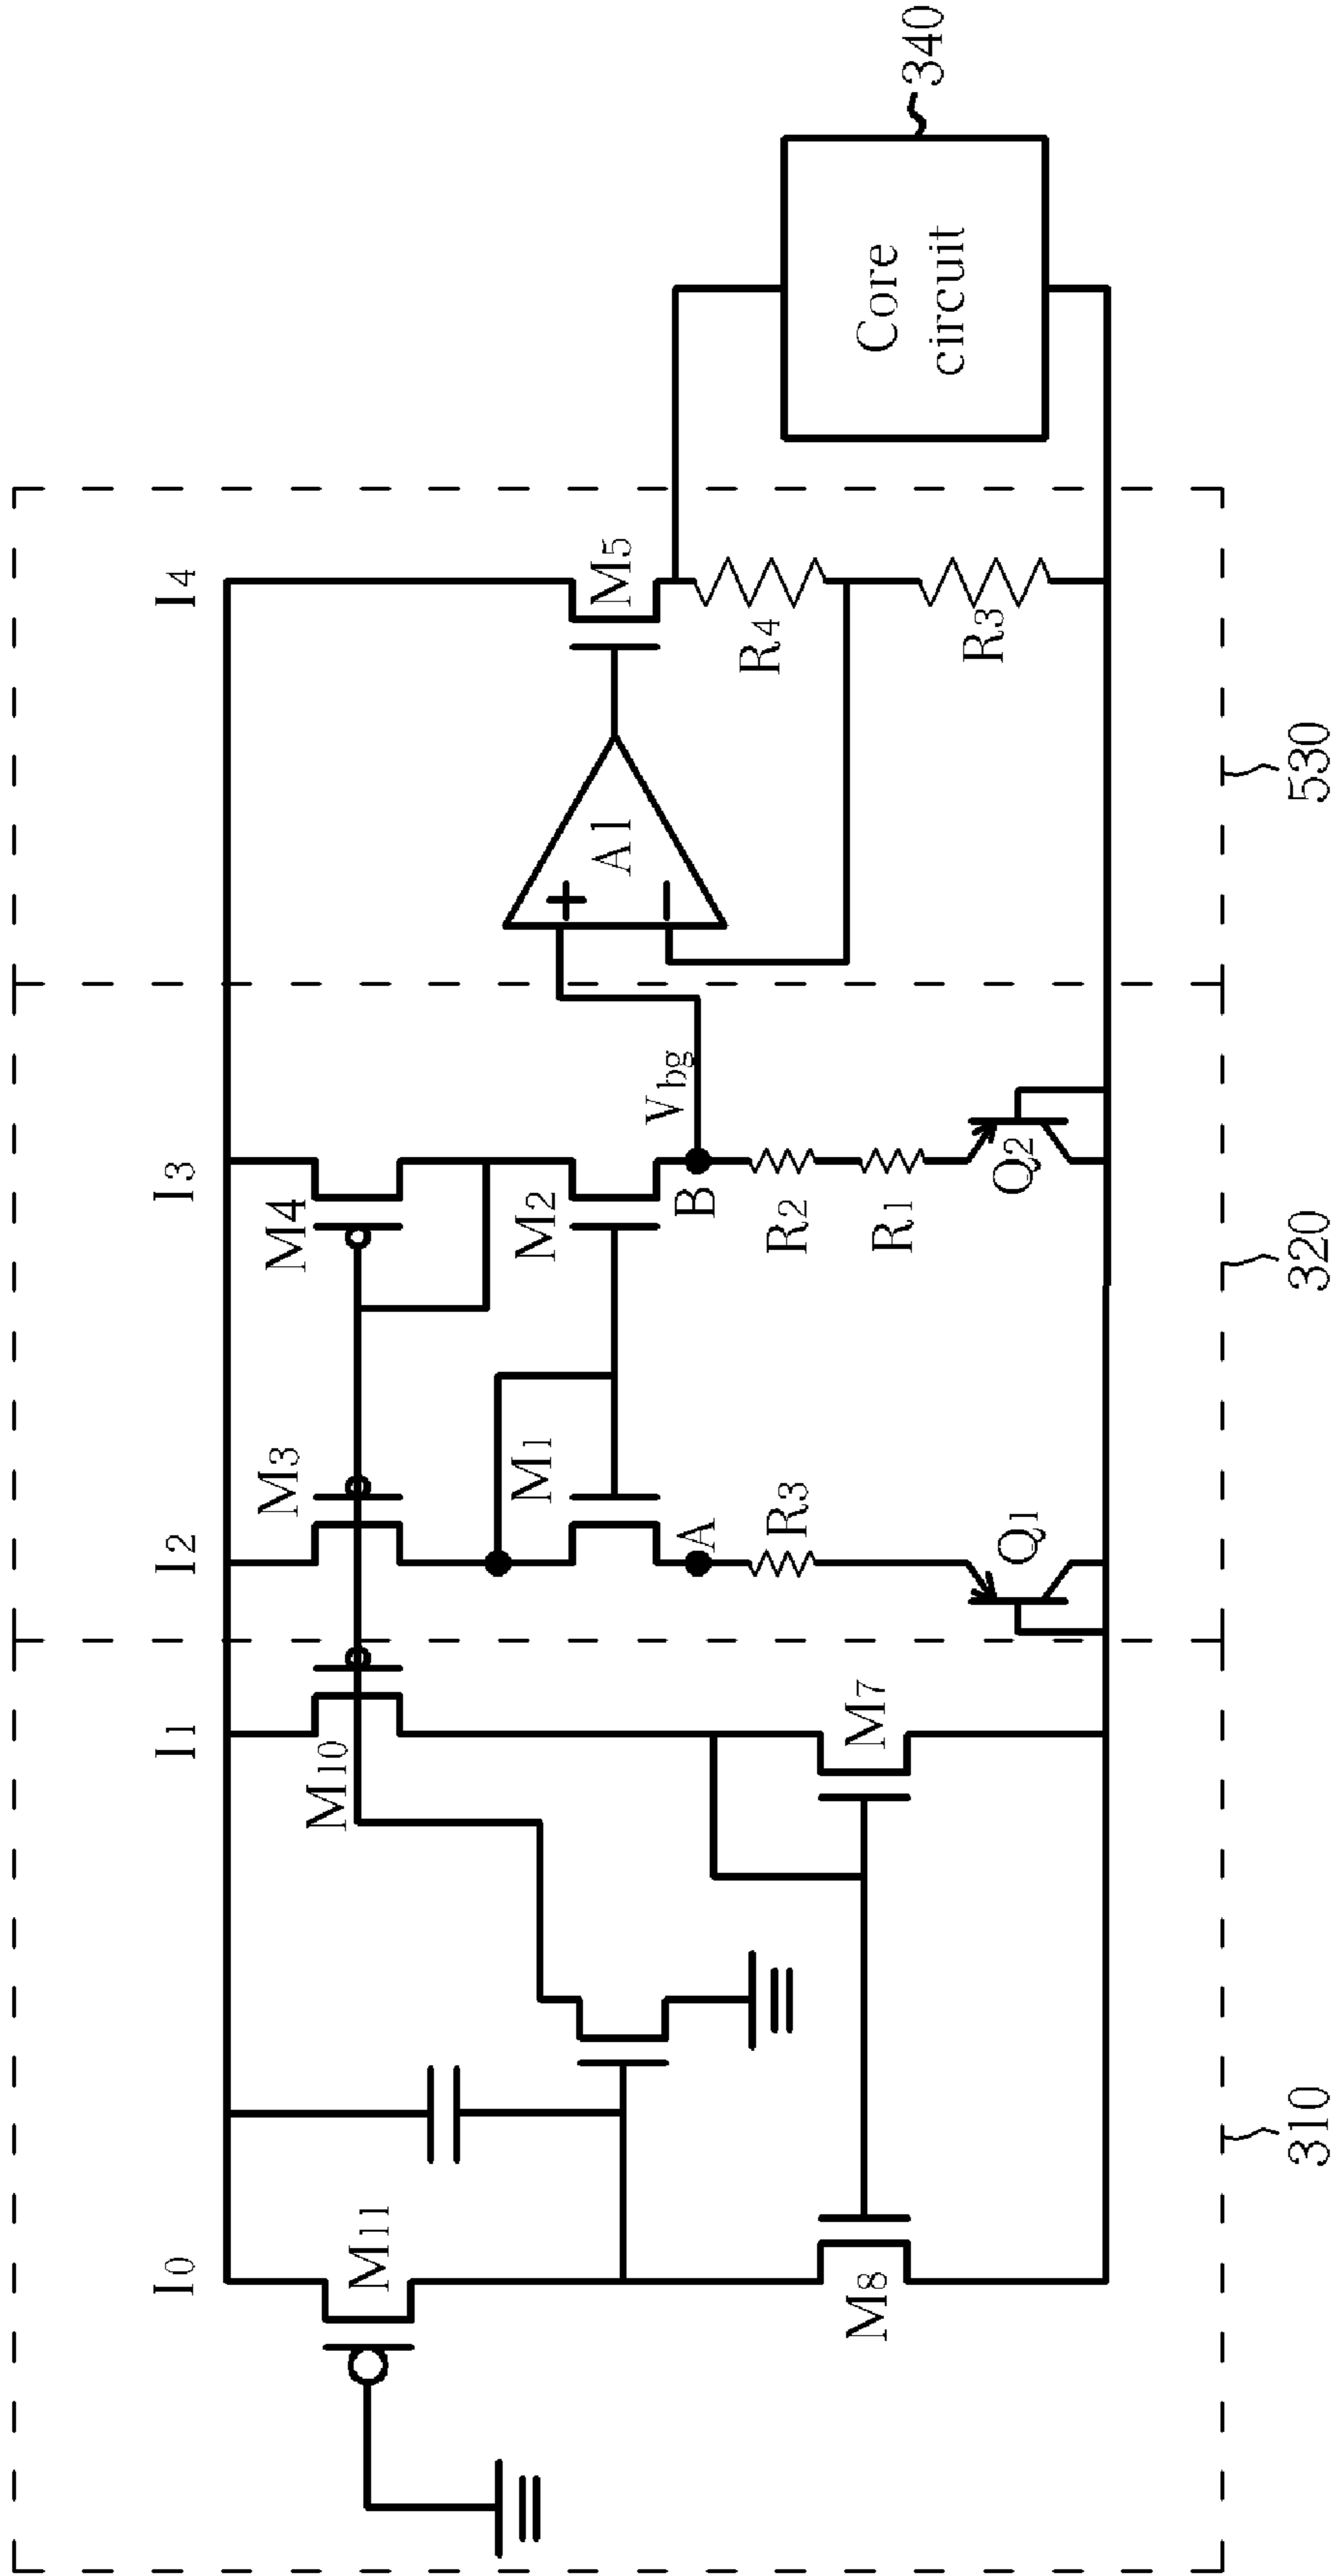 I0
I1
I2
I3
I4
M11
M10
M3
M4
M1
M2
M5
A1
+
−
Vbg
A
B
R3
R2
R1
R4
R3
M8
M7
Q1
Q2
Core
circuit
310
320
530
340